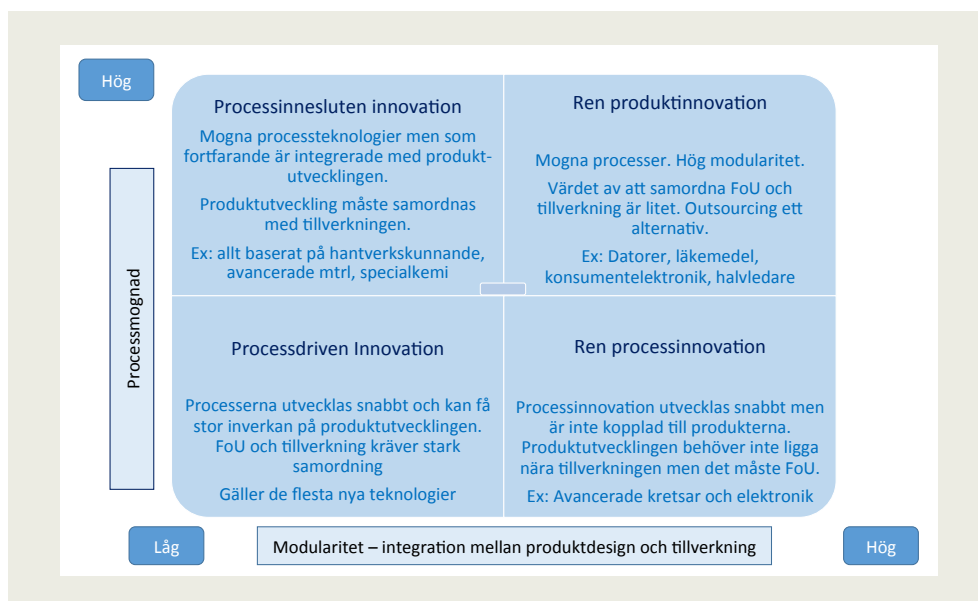 Hög
Processinnesluten innovation
Mogna processteknologier men som
fortfarande är integrerade med produkt-
utvecklingen.
Produktutveckling måste samordnas
med tillverkningen.
Ex: allt baserat på hantverkskunnande,
avancerade mtrl, specialkemi
Ren produktinnovation
Mogna processer. Hög modularitet.
Värdet av att samordna FoU och
tillverkning är litet. Outsourcing ett
alternativ.
Ex: Datorer, läkemedel,
konsumentelektronik, halvledare
Processmognad
Processdriven Innovation
Processerna utvecklas snabbt och kan få
stor inverkan på produktutvecklingen.
FoU och tillverkning kräver stark
samordning
Gäller de flesta nya teknologier
Ren processinnovation
Processinnovation utvecklas snabbt men
är inte kopplad till produkterna.
Produktutvecklingen behöver inte ligga
nära tillverkningen men det måste FoU.
Ex: Avancerade kretsar och elektronik
Låg
Modularitet – integration mellan produktdesign och tillverkning
Hög